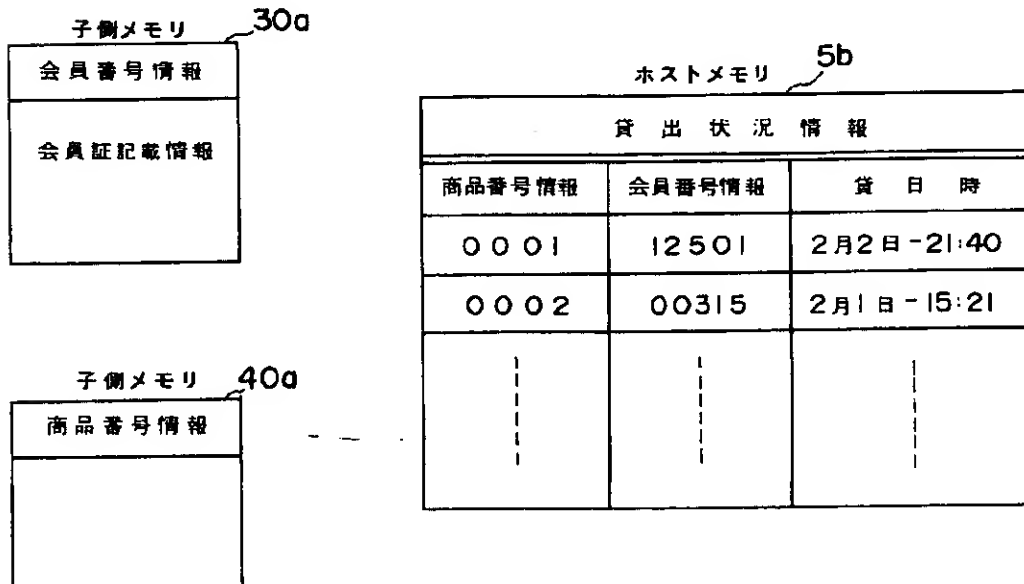 子側メモリ 30a
会員番号情報
会員証記載情報
ホストメモリ 5b
貸出状況情報
商品番号情報 会員番号情報 貸日時
0001 12501 2月2日-21:40
0002 00315 2月1日-15:21
子側メモリ 40a
商品番号情報